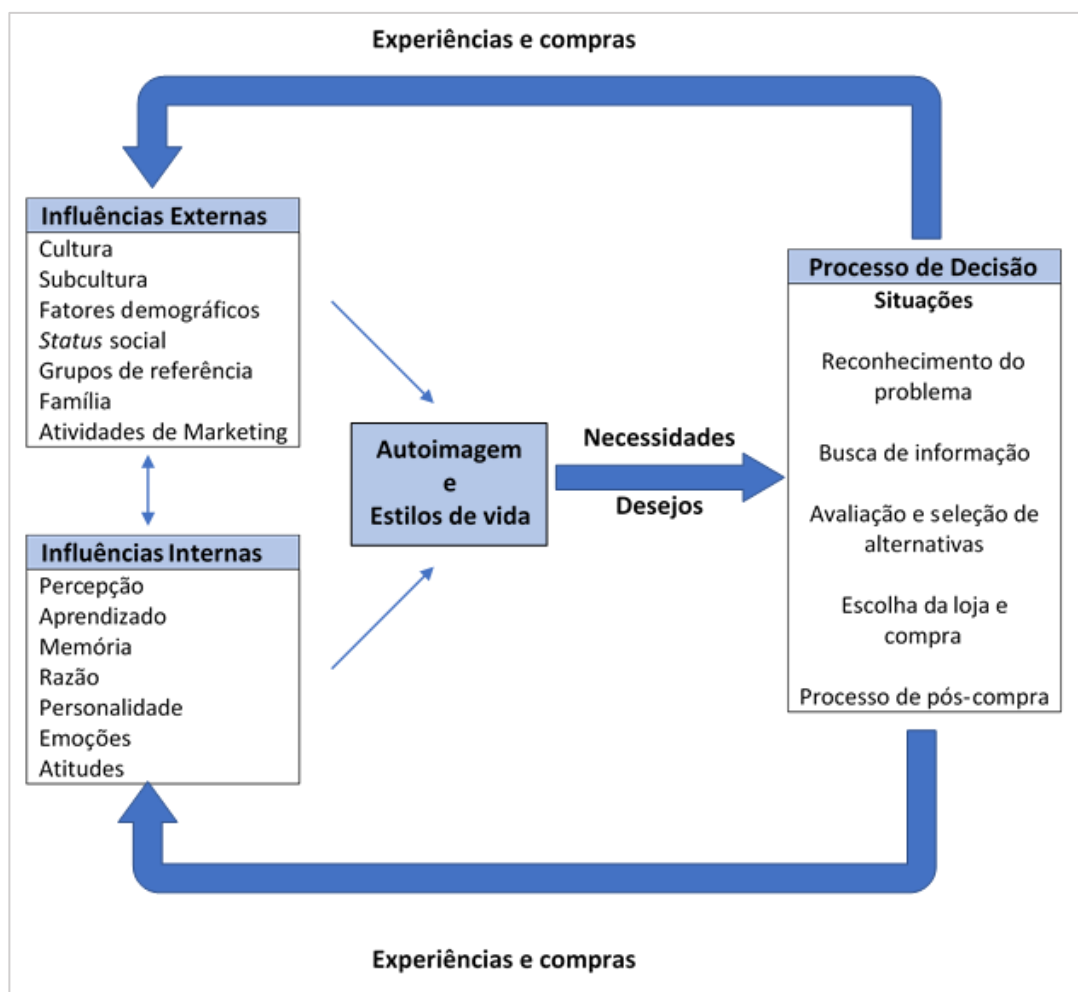 Experiências e compras
Influências Externas
Cultura
Subcultura
Fatores demográficos
Status social
Grupos de referência
Família
Atividades de Marketing
Influências Internas
Percepção
Aprendizado
Memória
Razão
Personalidade
Emoções
Atitudes
Autoimagem
e
Estilos de vida
Necessidades
Desejos
Processo de Decisão
Situações
Reconhecimento do
problema
Busca de informação
Avaliação e seleção de
alternativas
Escolha da loja e
compra
Processo de pós-compra
Experiências e compras